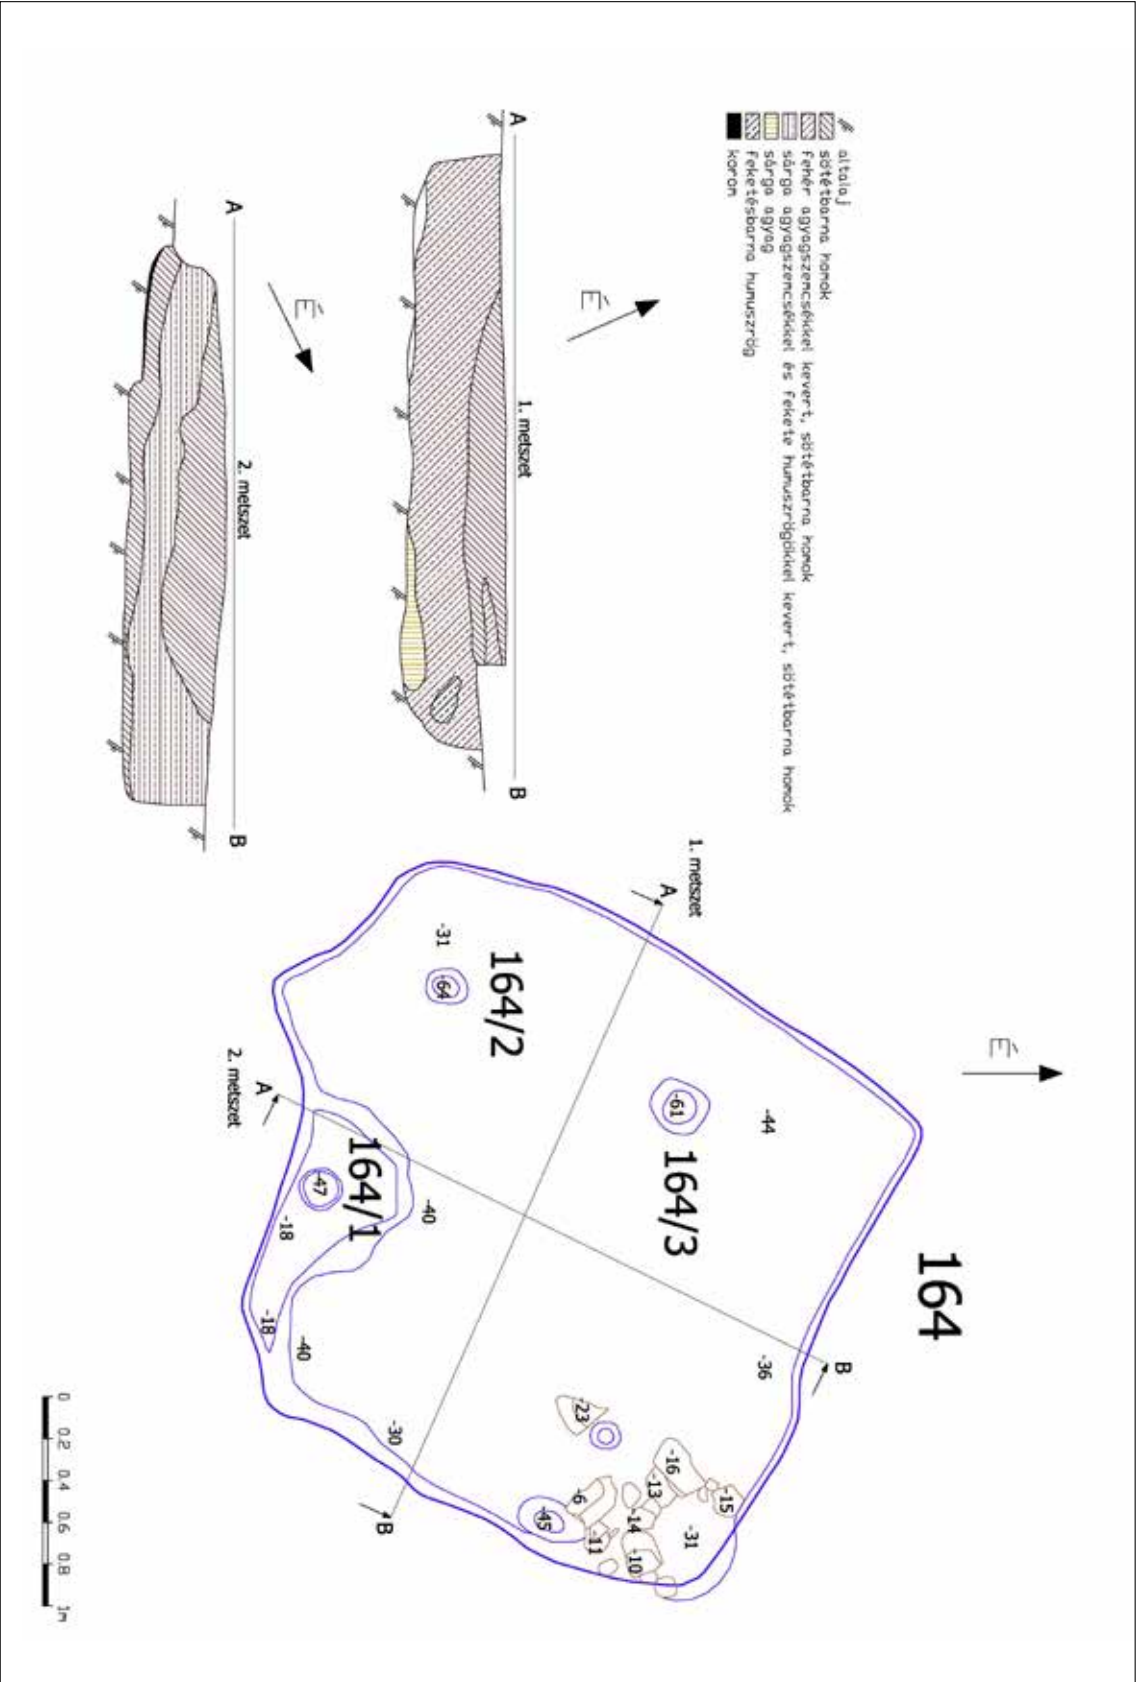 altalaj
sötétbarna homok
fehér agyagszemcsékkel kevert, sötétbarna homok
sárga agyagszemcsékkel és fekete humuszrögökkel kevert, sötétbarna homok
sárga agyag
feketésbarna humuszrög
korom
A
1. metszet
B
É
A
2. metszet
B
É
164
É
1. metszet
A
B
2. metszet
A
B
164/2
-31
-64
164/3
-61
-44
164/1
-47
-18
-18
-40
-40
-30
-36
-23
-16
-13
-15
-6
-14
-31
-45
-11
-10
0 0.2 0.4 0.6 0.8 1m